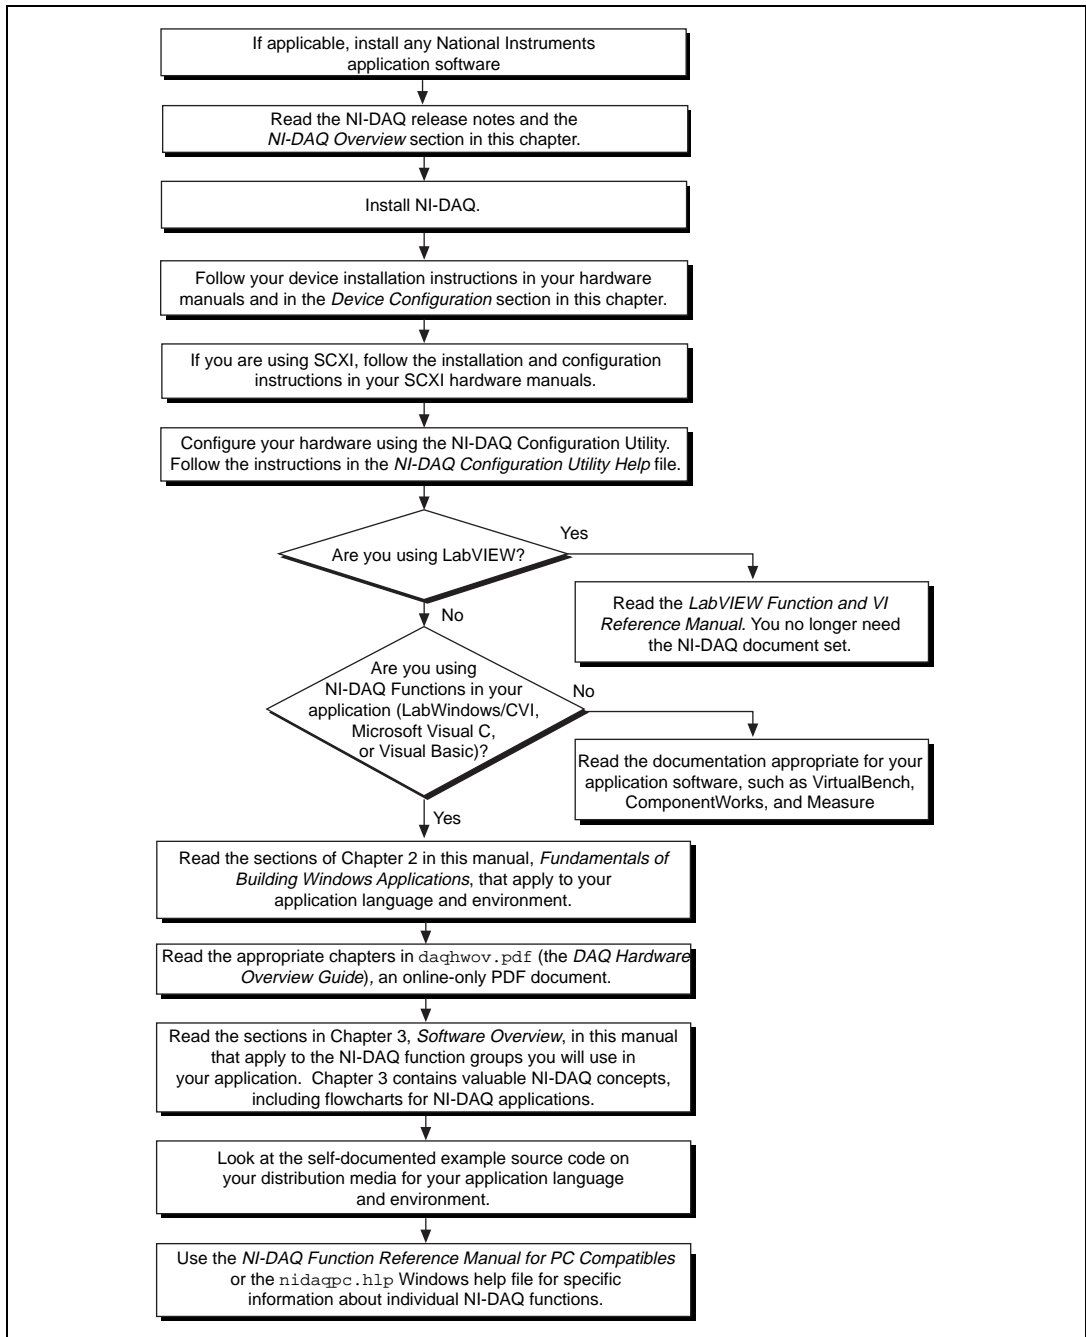 If applicable, install any National Instruments
application software
Read the NI-DAQ release notes and the
NI-DAQ Overview section in this chapter.
Install NI-DAQ.
Follow your device installation instructions in your hardware
manuals and in the Device Configuration section in this chapter.
If you are using SCXI, follow the installation and configuration
instructions in your SCXI hardware manuals.
Configure your hardware using the NI-DAQ Configuration Utility.
Follow the instructions in the NI-DAQ Configuration Utility Help file.
Are you using LabVIEW?
Yes
Read the LabVIEW Function and VI
Reference Manual. You no longer need
the NI-DAQ document set.
No
Are you using
NI-DAQ Functions in your
application (LabWindows/CVI,
Microsoft Visual C,
or Visual Basic)?
No
Read the documentation appropriate for your
application software, such as VirtualBench,
ComponentWorks, and Measure
Yes
Read the sections of Chapter 2 in this manual, Fundamentals of
Building Windows Applications, that apply to your
application language and environment.
Read the appropriate chapters in daqhwov.pdf (the DAQ Hardware
Overview Guide), an online-only PDF document.
Read the sections in Chapter 3, Software Overview, in this manual
that apply to the NI-DAQ function groups you will use in
your application. Chapter 3 contains valuable NI-DAQ concepts,
including flowcharts for NI-DAQ applications.
Look at the self-documented example source code on
your distribution media for your application language
and environment.
Use the NI-DAQ Function Reference Manual for PC Compatibles
or the nidaqpc.hlp Windows help file for specific
information about individual NI-DAQ functions.